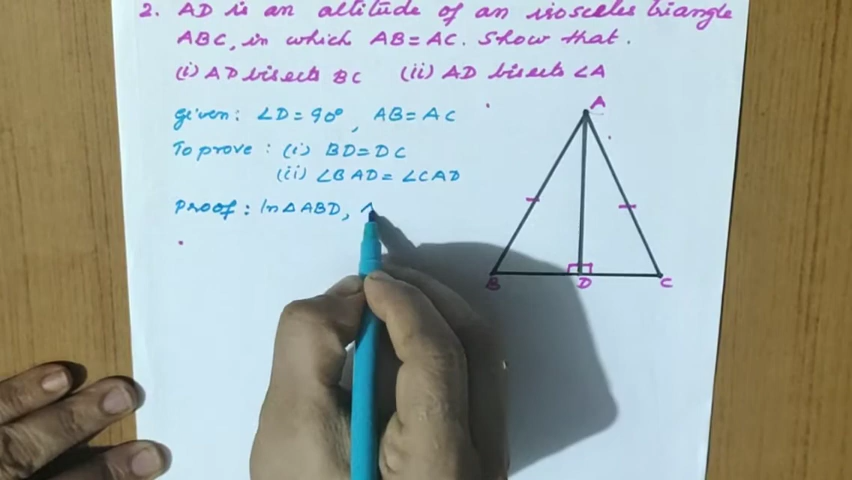 2. AD is an altitude of an isosceles triangle
ABC, in which AB = AC. Show that.
(i) AD bisects BC (ii) AD bisects ∠A
given: ∠D = 90°, AB = AC
To prove : (i) BD = DC
(ii) ∠BAD = ∠CAD
Proof : In △ ABD,
A
B
D
C